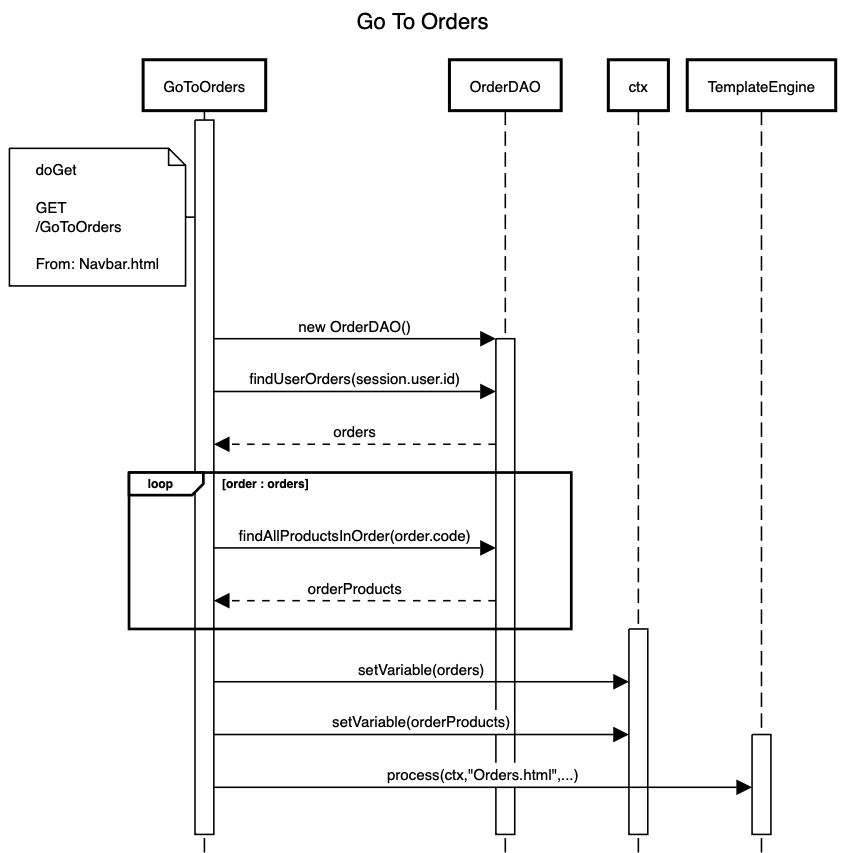 Go To Orders
GoToOrders
OrderDAO
ctx
TemplateEngine
doGet
GET
/GoToOrders
From: Navbar.html
new OrderDAO()
findUserOrders(session.user.id)
orders
loop
[order : orders]
findAllProductsInOrder(order.code)
orderProducts
setVariable(orders)
setVariable(orderProducts)
process(ctx,"Orders.html",...)